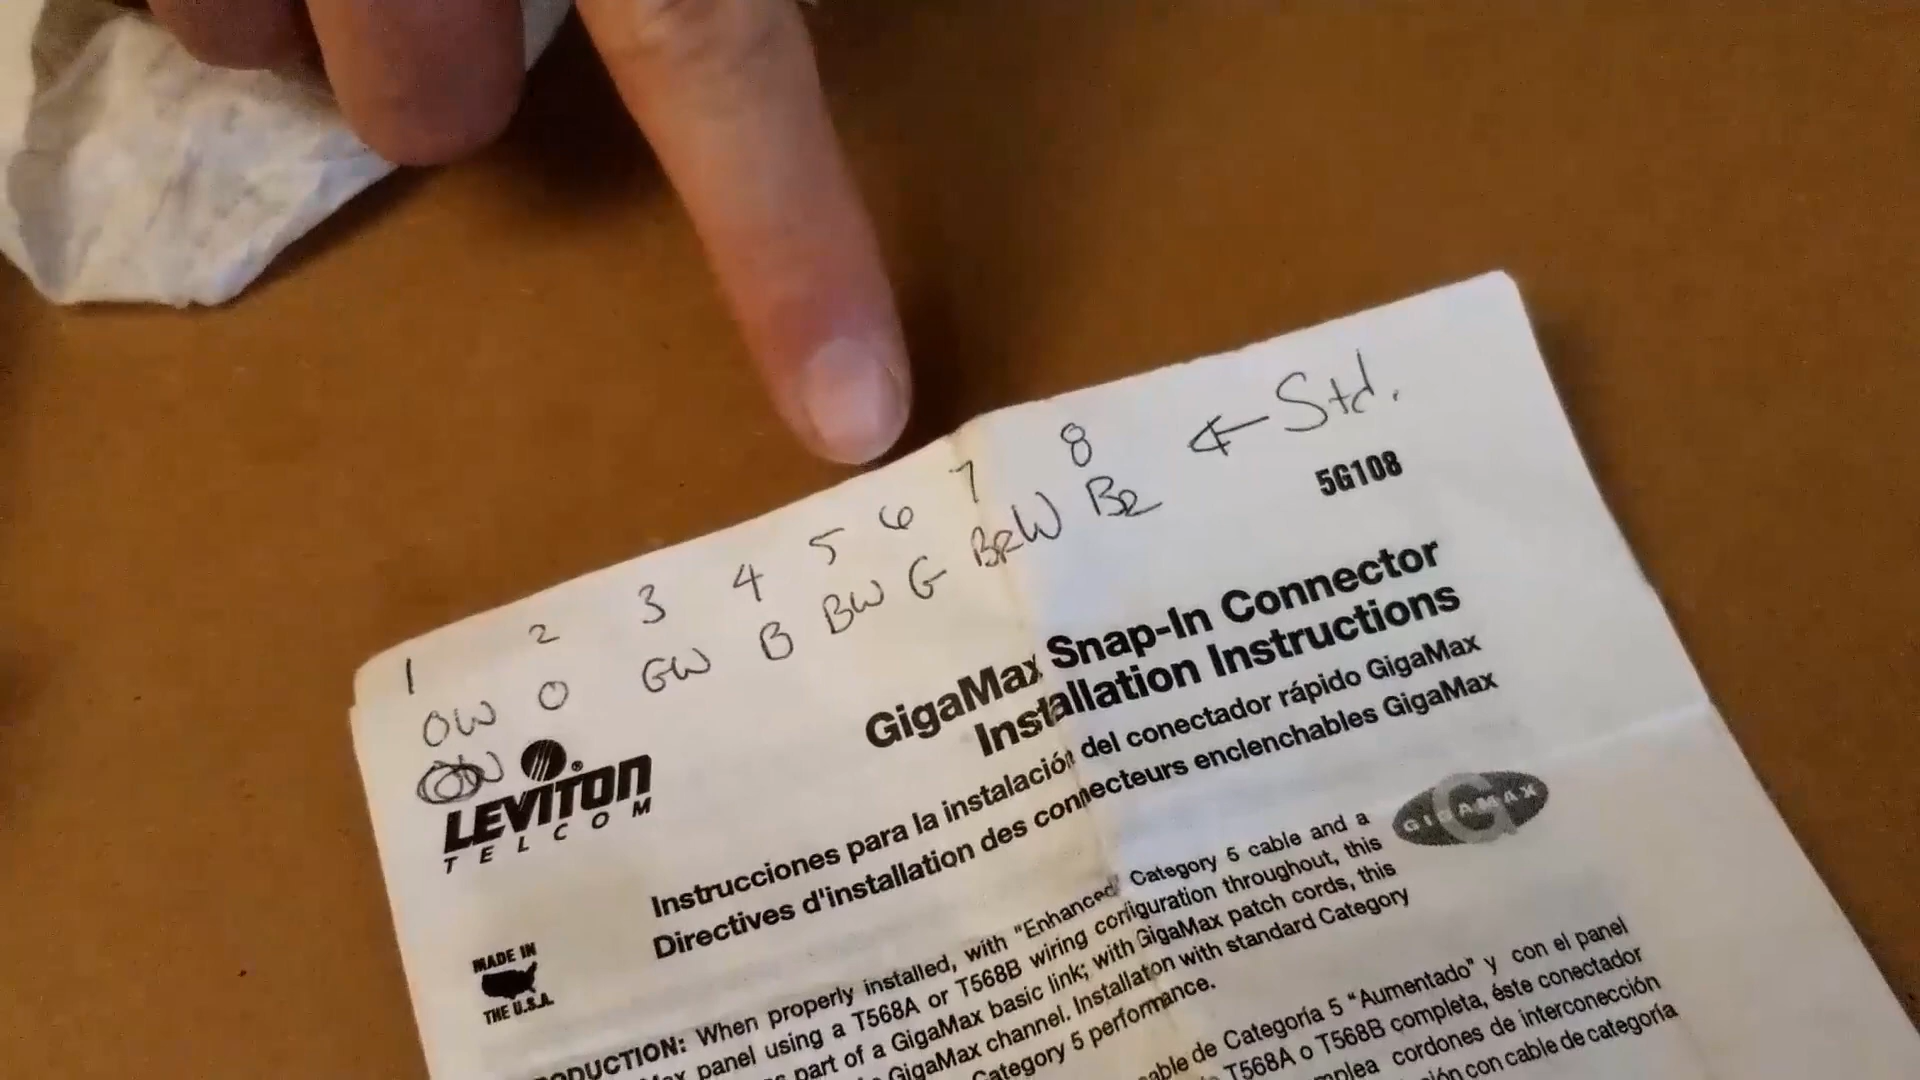 1 2 3 4 5 6 7 8 ← Std.
OW O GW B BW G BRW BR
5G108
LEVITON®
TELCOM
GigaMax Snap-In Connector
Installation Instructions
Instrucciones para la instalación del conectador rápido GigaMax
Directives d'installation des connecteurs enclenchables GigaMax
GIGAMAX
MADE IN
THE U.S.A.
ODUCTION: When properly installed, with "Enhanced" Category 5 cable and a
panel using a T568A or T568B wiring configuration throughout, this
part of a GigaMax basic link; with GigaMax patch cords, this
GigaMax channel. Installaton with standard Category
Category 5 performance.
cable de Categoría 5 "Aumentado" y con el panel
T568A o T568B completa, éste conectador
emplea cordones de interconección
con cable de categoría